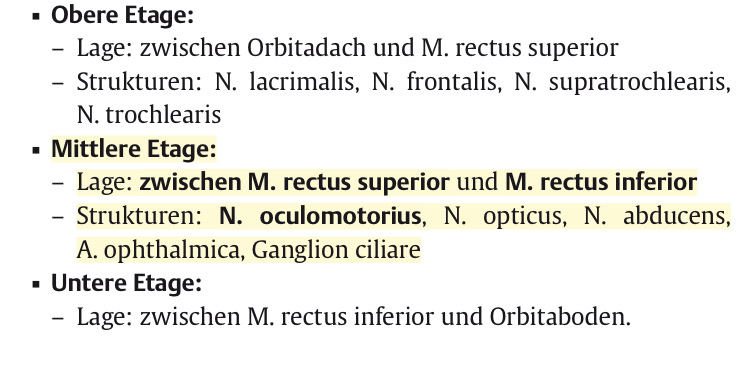 ▪ Obere Etage:
– Lage: zwischen Orbitadach und M. rectus superior
– Strukturen: N. lacrimalis, N. frontalis, N. supratrochlearis,
N. trochlearis
▪ Mittlere Etage:
– Lage: zwischen M. rectus superior und M. rectus inferior
– Strukturen: N. oculomotorius, N. opticus, N. abducens,
A. ophthalmica, Ganglion ciliare
▪ Untere Etage:
– Lage: zwischen M. rectus inferior und Orbitaboden.